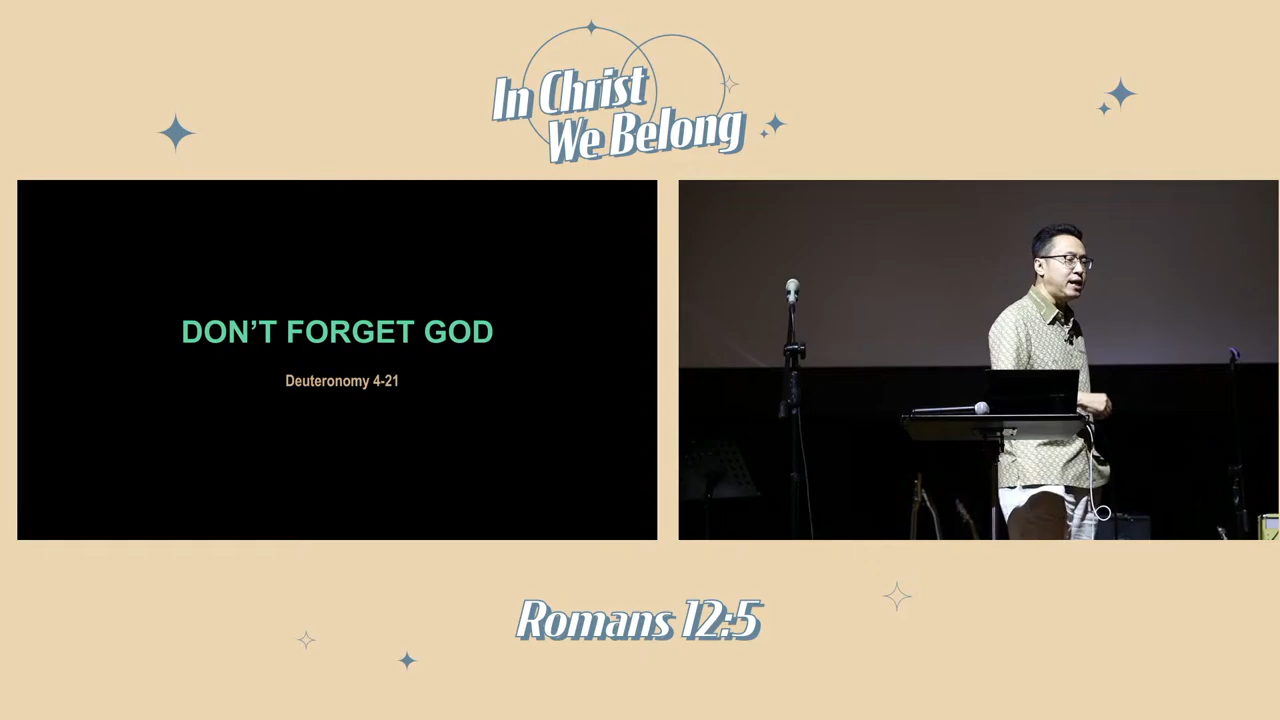 In Christ
We Belong
DON'T FORGET GOD
Deuteronomy 4-21
Romans 12:5